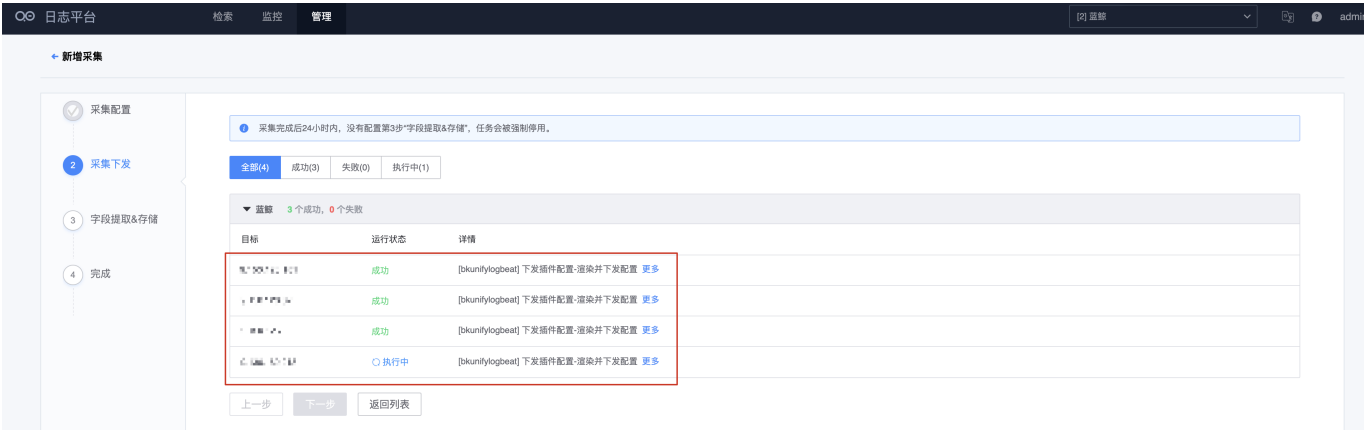 日志平台 检索 监控 管理 [2] 蓝鲸 admin
← 新增采集
采集配置
采集完成后24小时内，没有配置第3步“字段提取&存储”，任务会被强制停用。
2 采集下发
全部(4) 成功(3) 失败(0) 执行中(1)
蓝鲸 3 个成功，0 个失败
3 字段提取&存储
目标 运行状态 详情
成功 [bkunifylogbeat] 下发插件配置-渲染并下发配置 更多
4 完成
成功 [bkunifylogbeat] 下发插件配置-渲染并下发配置 更多
成功 [bkunifylogbeat] 下发插件配置-渲染并下发配置 更多
执行中 [bkunifylogbeat] 下发插件配置-渲染并下发配置 更多
上一步 下一步 返回列表